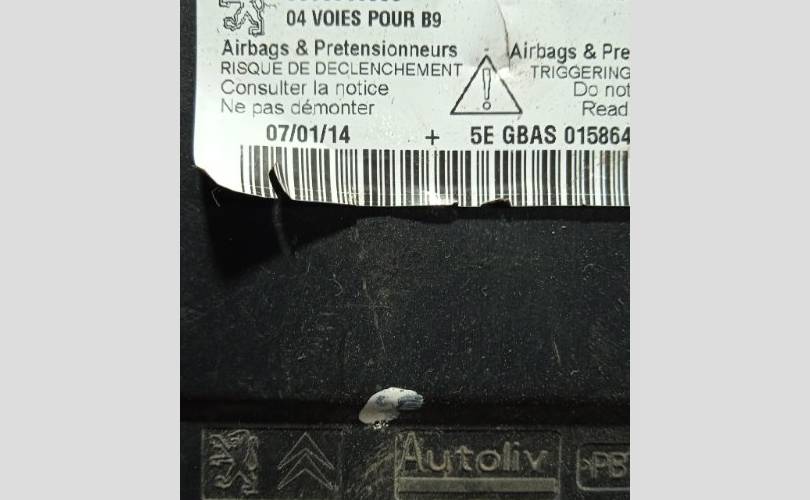 04 VOIES POUR B9
Airbags & Pretensionneurs
RISQUE DE DECLENCHEMENT
Consulter la notice
Ne pas démonter
Airbags & Pre
TRIGGERING
Do not
Read
07/01/14 + 5E GBAS 015864
Autoliv
>PB